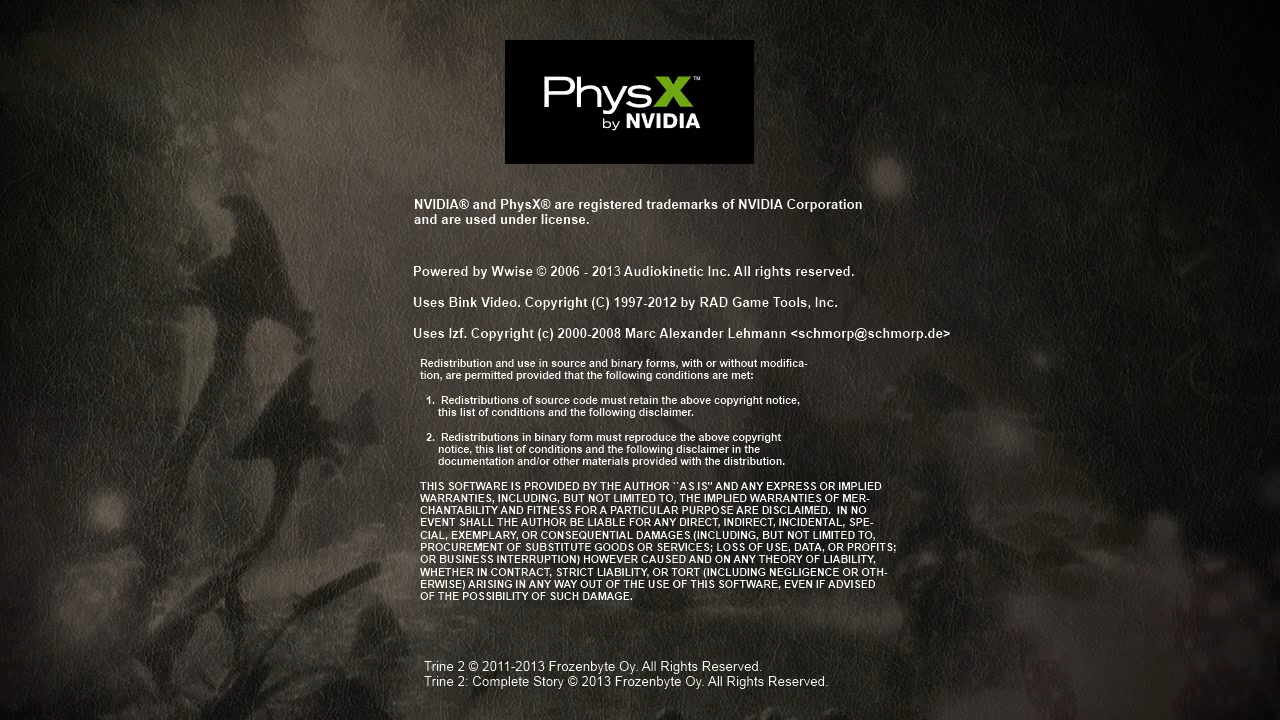 PhysX™
by NVIDIA
NVIDIA® and PhysX® are registered trademarks of NVIDIA Corporation
and are used under license.
Powered by Wwise © 2006 - 2013 Audiokinetic Inc. All rights reserved.
Uses Bink Video. Copyright (C) 1997-2012 by RAD Game Tools, Inc.
Uses lzf. Copyright (c) 2000-2008 Marc Alexander Lehmann <schmorp@schmorp.de>
Redistribution and use in source and binary forms, with or without modifica-
tion, are permitted provided that the following conditions are met:
1. Redistributions of source code must retain the above copyright notice,
this list of conditions and the following disclaimer.
2. Redistributions in binary form must reproduce the above copyright
notice, this list of conditions and the following disclaimer in the
documentation and/or other materials provided with the distribution.
THIS SOFTWARE IS PROVIDED BY THE AUTHOR ``AS IS'' AND ANY EXPRESS OR IMPLIED
WARRANTIES, INCLUDING, BUT NOT LIMITED TO, THE IMPLIED WARRANTIES OF MER-
CHANTABILITY AND FITNESS FOR A PARTICULAR PURPOSE ARE DISCLAIMED. IN NO
EVENT SHALL THE AUTHOR BE LIABLE FOR ANY DIRECT, INDIRECT, INCIDENTAL, SPE-
CIAL, EXEMPLARY, OR CONSEQUENTIAL DAMAGES (INCLUDING, BUT NOT LIMITED TO,
PROCUREMENT OF SUBSTITUTE GOODS OR SERVICES; LOSS OF USE, DATA, OR PROFITS;
OR BUSINESS INTERRUPTION) HOWEVER CAUSED AND ON ANY THEORY OF LIABILITY,
WHETHER IN CONTRACT, STRICT LIABILITY, OR TORT (INCLUDING NEGLIGENCE OR OTH-
ERWISE) ARISING IN ANY WAY OUT OF THE USE OF THIS SOFTWARE, EVEN IF ADVISED
OF THE POSSIBILITY OF SUCH DAMAGE.
Trine 2 © 2011-2013 Frozenbyte Oy. All Rights Reserved.
Trine 2: Complete Story © 2013 Frozenbyte Oy. All Rights Reserved.